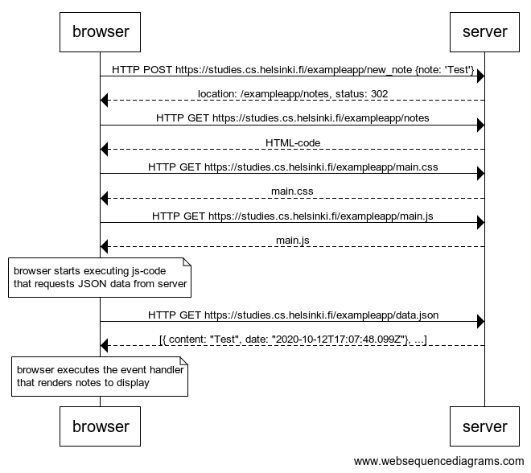 browser server
HTTP POST https://studies.cs.helsinki.fi/exampleapp/new_note {note: 'Test'}
location: /exampleapp/notes, status: 302
HTTP GET https://studies.cs.helsinki.fi/exampleapp/notes
HTML-code
HTTP GET https://studies.cs.helsinki.fi/exampleapp/main.css
main.css
HTTP GET https://studies.cs.helsinki.fi/exampleapp/main.js
main.js
browser starts executing js-code
that requests JSON data from server
HTTP GET https://studies.cs.helsinki.fi/exampleapp/data.json
[{ content: "Test", date: "2020-10-12T17:07:48.099Z"}, ...]
browser executes the event handler
that renders notes to display
browser server
www.websequencediagrams.com